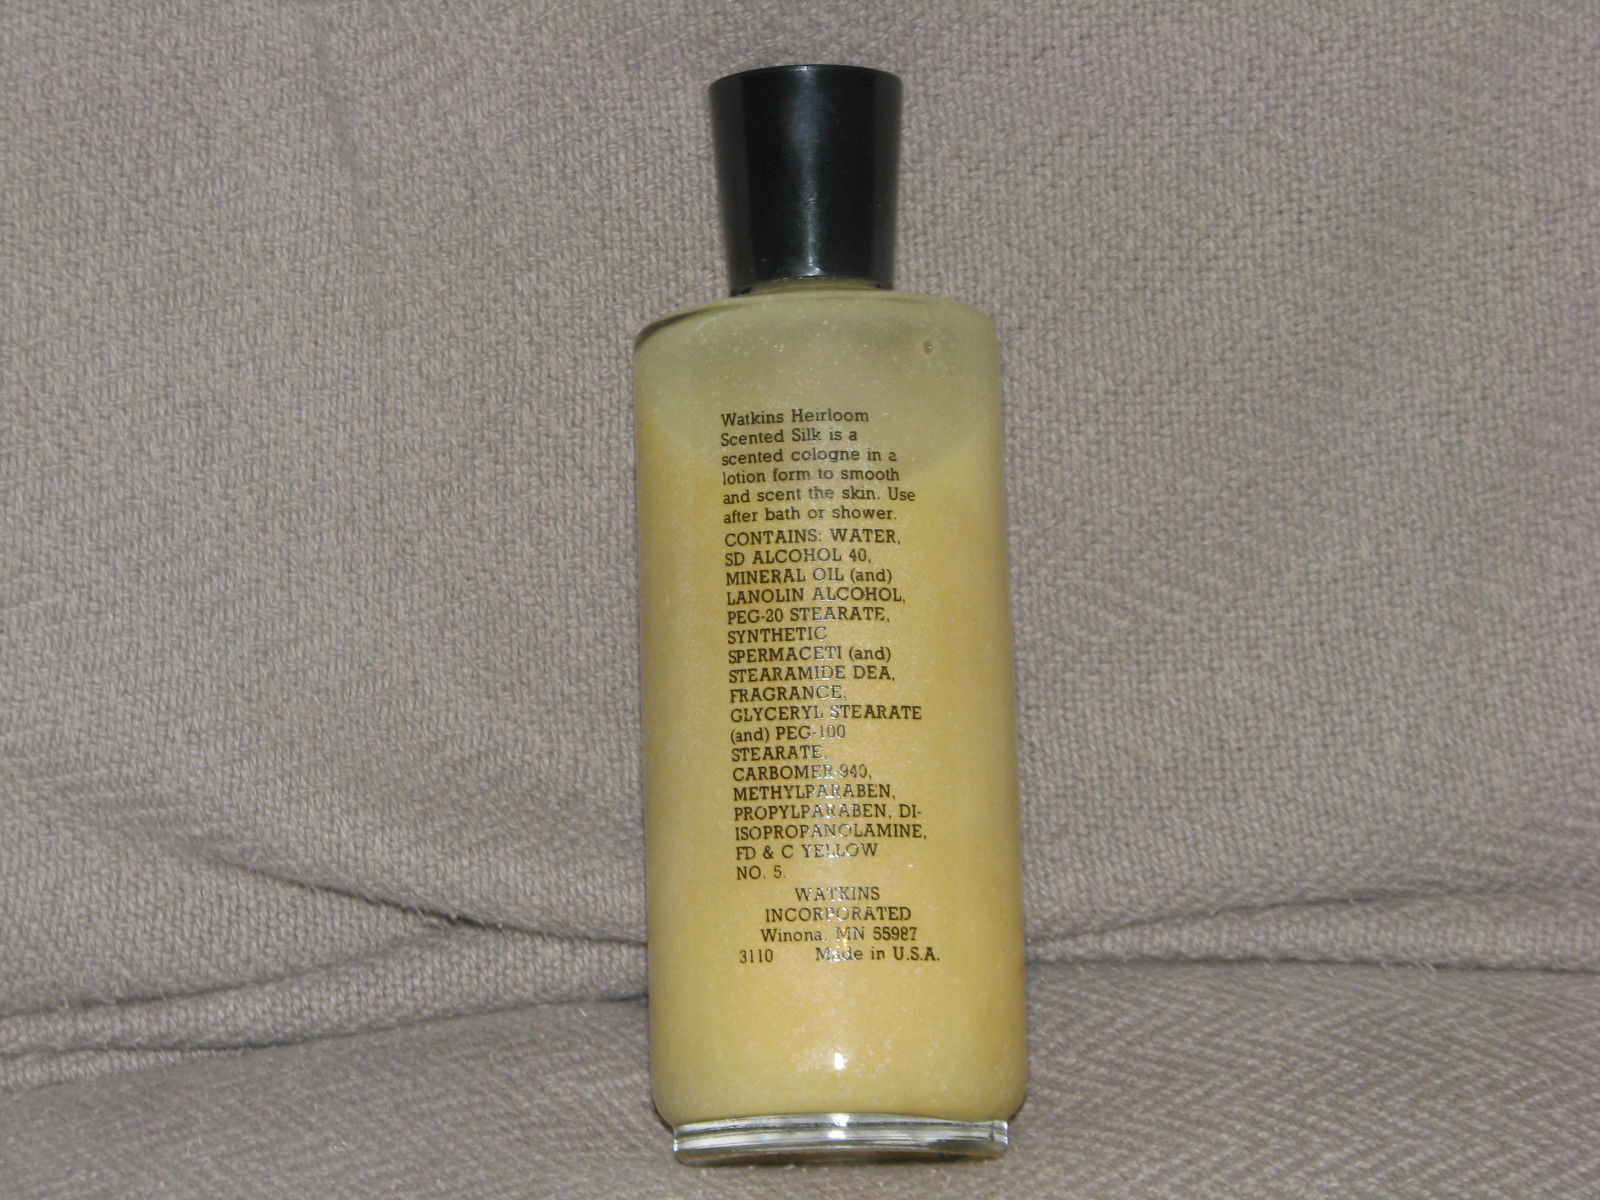 Watkins Heirloom
Scented Silk is a
scented cologne in a
lotion form to smooth
and scent the skin. Use
after bath or shower.
CONTAINS: WATER,
SD ALCOHOL 40,
MINERAL OIL (and)
LANOLIN ALCOHOL,
PEG-20 STEARATE,
SYNTHETIC
SPERMACETI (and)
STEARAMIDE DEA,
FRAGRANCE,
GLYCERYL STEARATE
(and) PEG-100
STEARATE,
CARBOMER-940,
METHYLPARABEN,
PROPYLPARABEN, DI-
ISOPROPANOLAMINE,
FD & C YELLOW
NO. 5.
WATKINS
INCORPORATED
Winona, MN 55987
3110 Made in U.S.A.